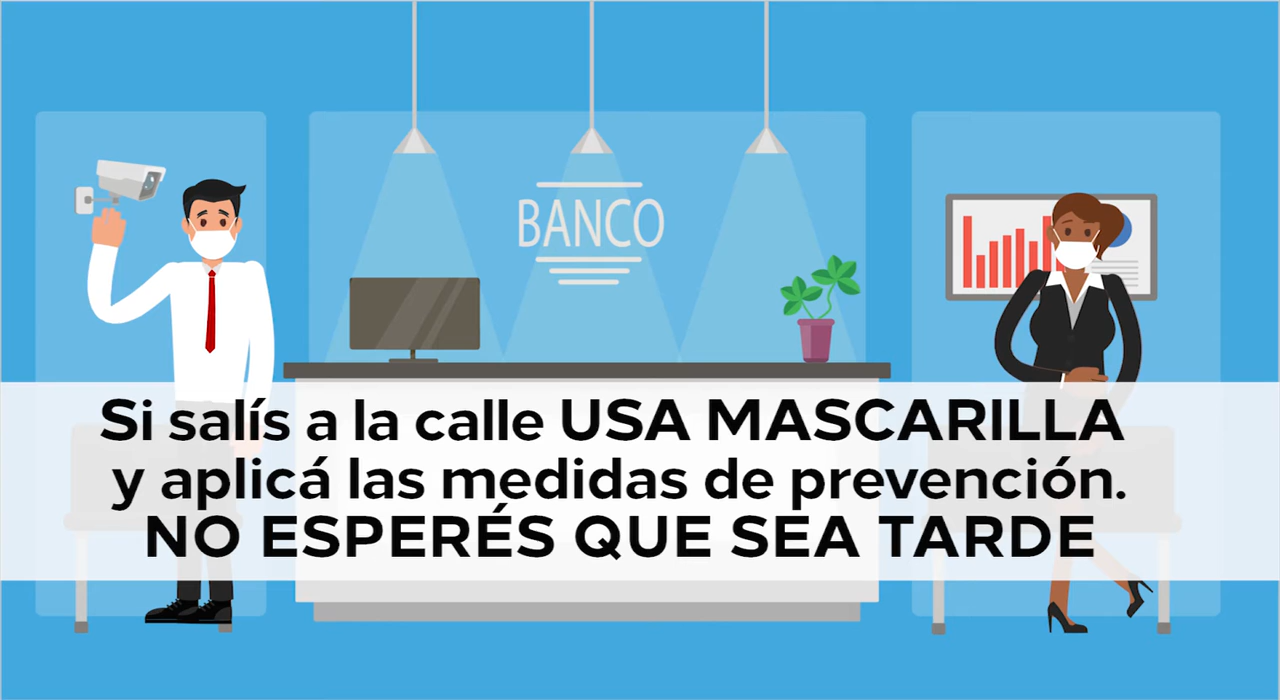 BANCO
Si salís a la calle USA MASCARILLA
y aplicá las medidas de prevención.
NO ESPERÉS QUE SEA TARDE